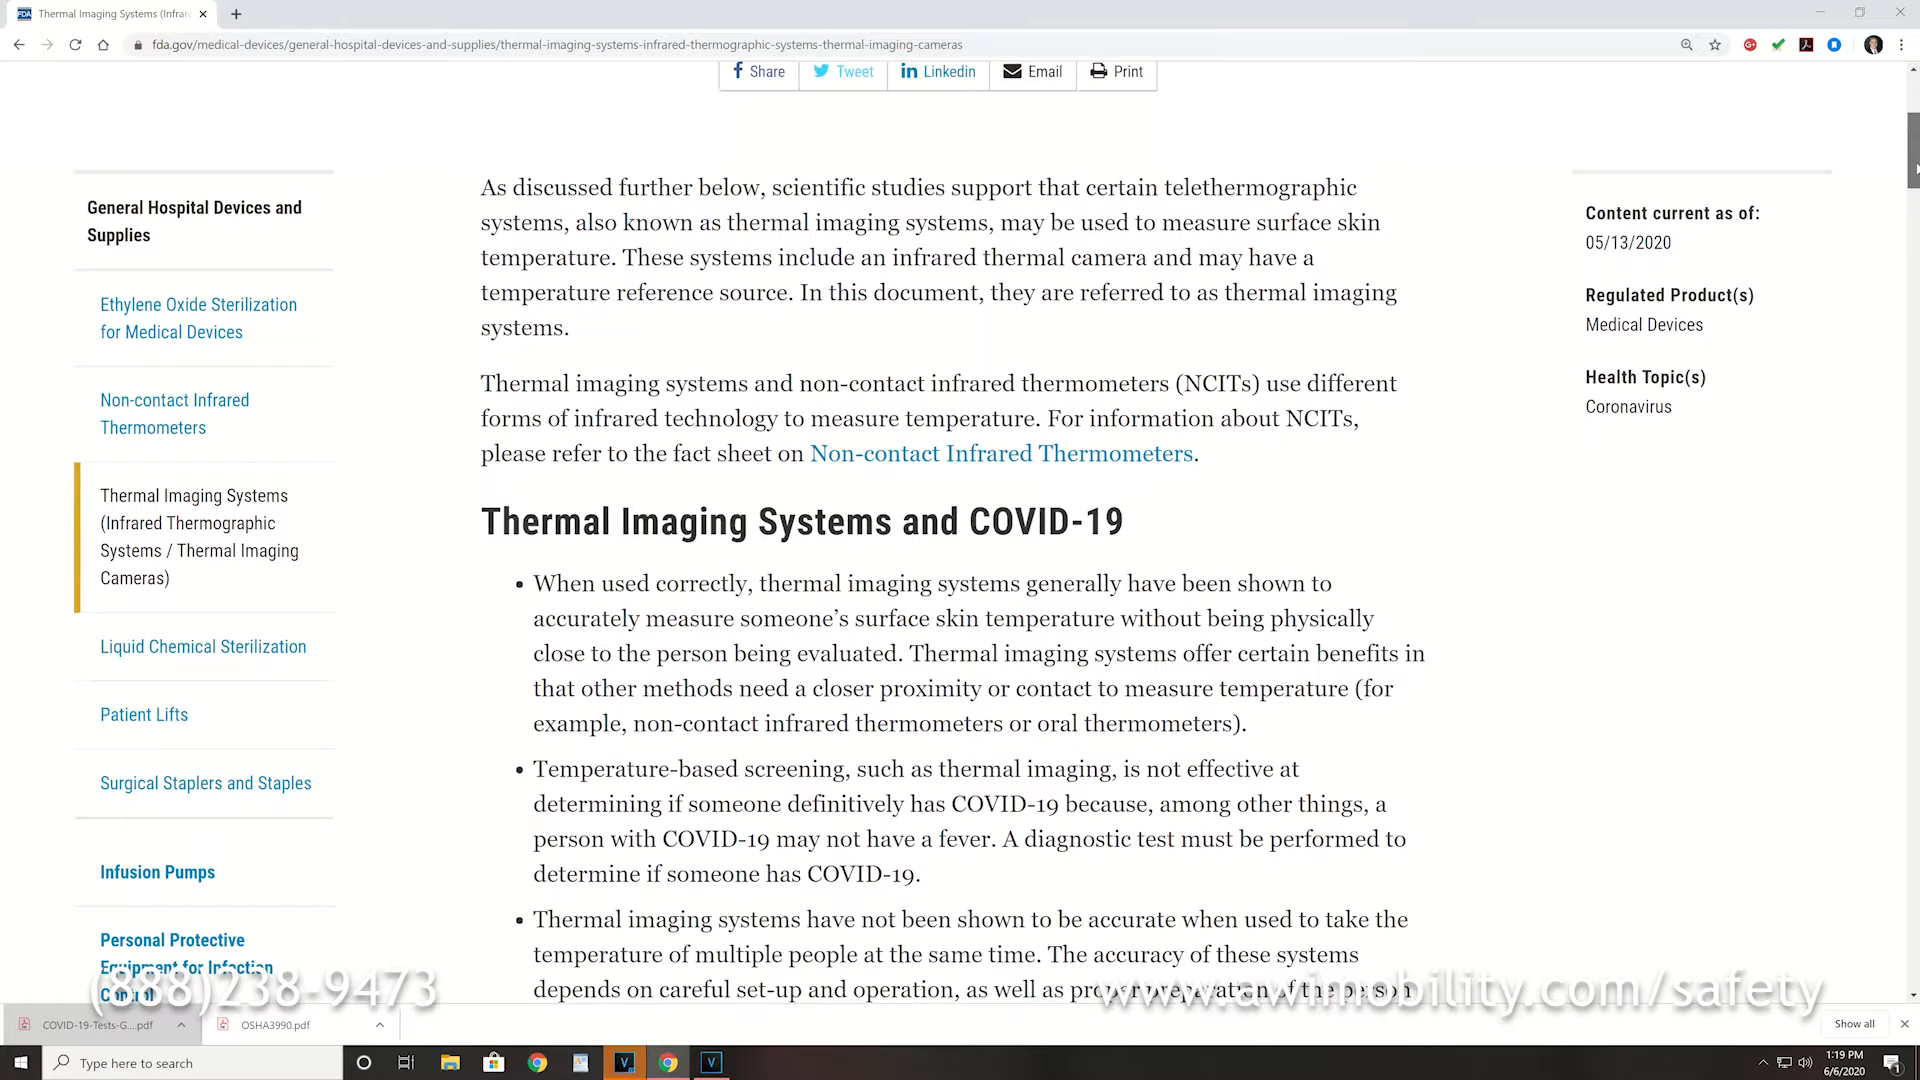 Thermal Imaging Systems (Infrar
fda.gov/medical-devices/general-hospital-devices-and-supplies/thermal-imaging-systems-infrared-thermographic-systems-thermal-imaging-cameras
Share Tweet Linkedin Email Print
General Hospital Devices and
Supplies
Ethylene Oxide Sterilization
for Medical Devices
Non-contact Infrared
Thermometers
Thermal Imaging Systems
(Infrared Thermographic
Systems / Thermal Imaging
Cameras)
Liquid Chemical Sterilization
Patient Lifts
Surgical Staplers and Staples
Infusion Pumps
Personal Protective
Equipment for Infection
Control
As discussed further below, scientific studies support that certain telethermographic
systems, also known as thermal imaging systems, may be used to measure surface skin
temperature. These systems include an infrared thermal camera and may have a
temperature reference source. In this document, they are referred to as thermal imaging
systems.
Thermal imaging systems and non-contact infrared thermometers (NCITs) use different
forms of infrared technology to measure temperature. For information about NCITs,
please refer to the fact sheet on Non-contact Infrared Thermometers.
Thermal Imaging Systems and COVID-19
• When used correctly, thermal imaging systems generally have been shown to
accurately measure someone’s surface skin temperature without being physically
close to the person being evaluated. Thermal imaging systems offer certain benefits in
that other methods need a closer proximity or contact to measure temperature (for
example, non-contact infrared thermometers or oral thermometers).
• Temperature-based screening, such as thermal imaging, is not effective at
determining if someone definitively has COVID-19 because, among other things, a
person with COVID-19 may not have a fever. A diagnostic test must be performed to
determine if someone has COVID-19.
• Thermal imaging systems have not been shown to be accurate when used to take the
temperature of multiple people at the same time. The accuracy of these systems
depends on careful set-up and operation, as well as proper preparation of the person
Content current as of:
05/13/2020
Regulated Product(s)
Medical Devices
Health Topic(s)
Coronavirus
(888)238-9473
www.awimobility.com/safety
COVID-19-Tests-G....pdf
OSHA3990.pdf
Show all
Type here to search
1:19 PM
6/6/2020